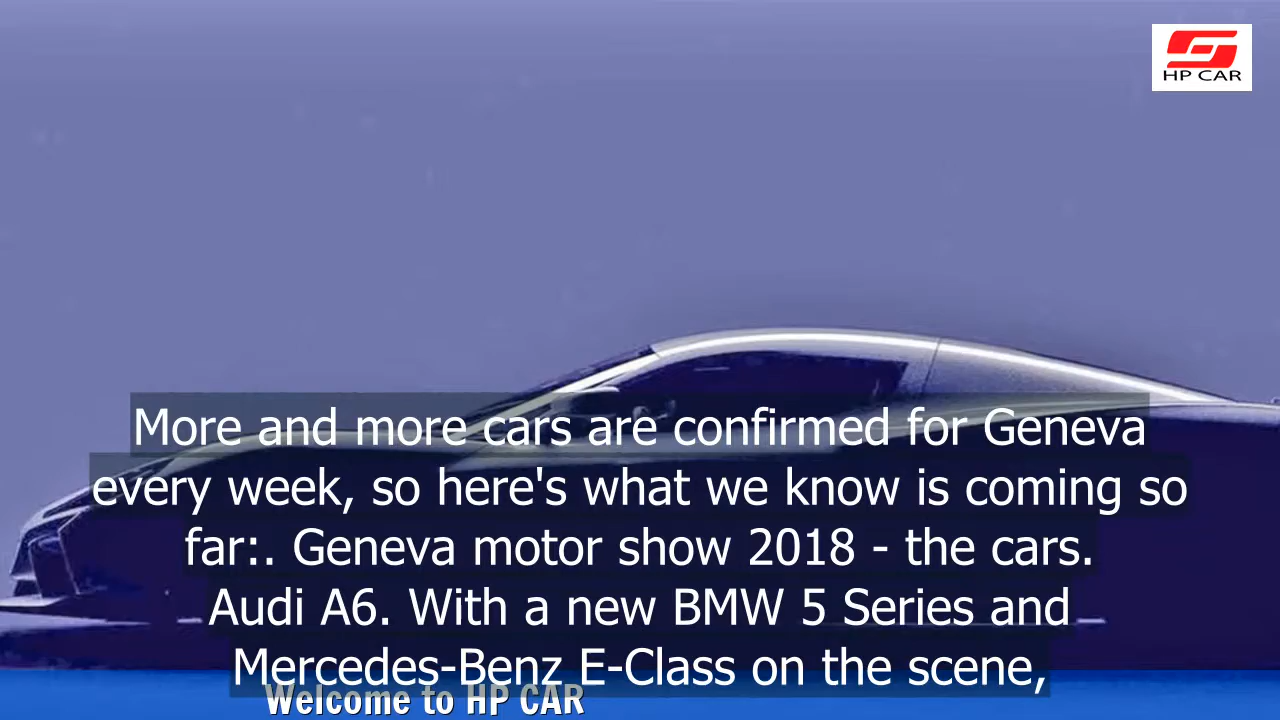 HP CAR
More and more cars are confirmed for Geneva
every week, so here's what we know is coming so
far:. Geneva motor show 2018 - the cars.
Audi A6. With a new BMW 5 Series and
Mercedes-Benz E-Class on the scene,
Welcome to HP CAR